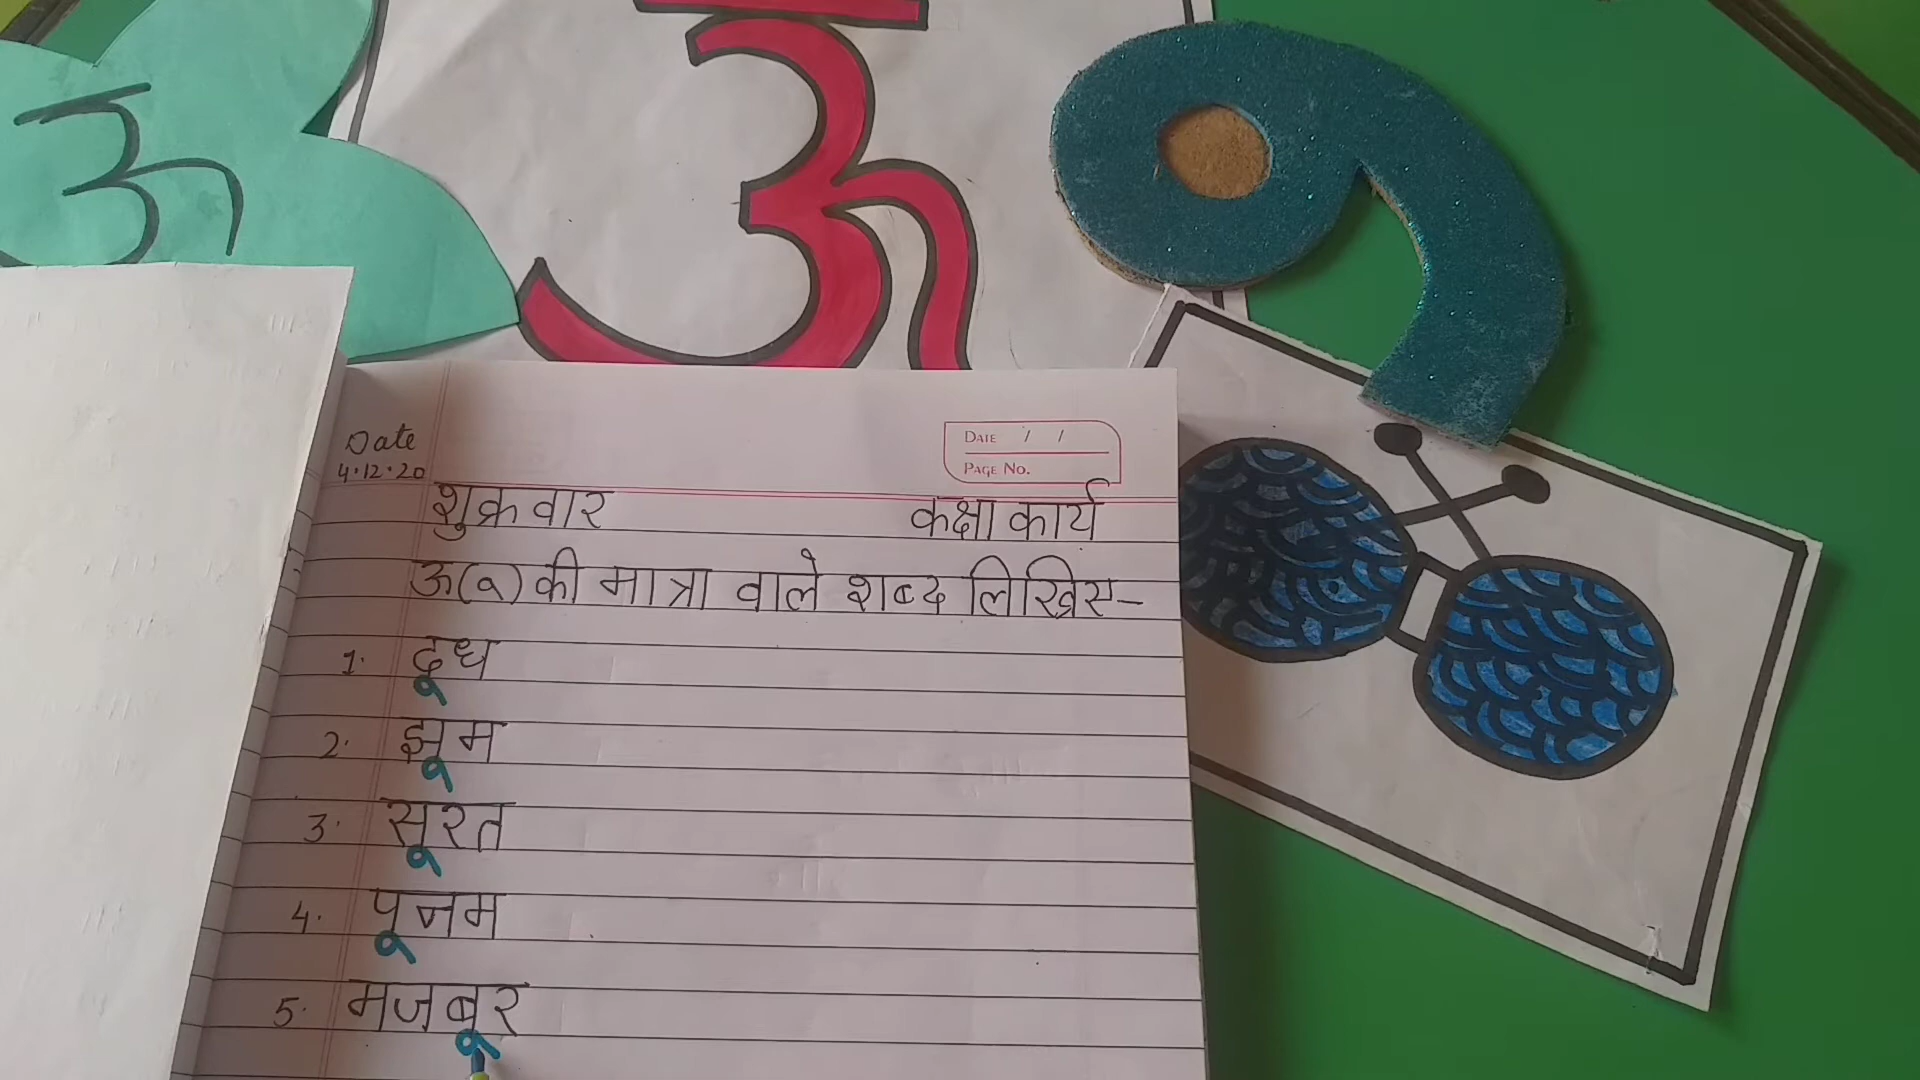 ऊ
ऊ
Date
4.12.20
DATE / /
PAGE No.
शुक्रवार कक्षा कार्य
ऊ(ू) की मात्रा वाले शब्द लिखिए-
1. दूध
2. झूम
3. सूरत
4. पूनम
5. मजबूर